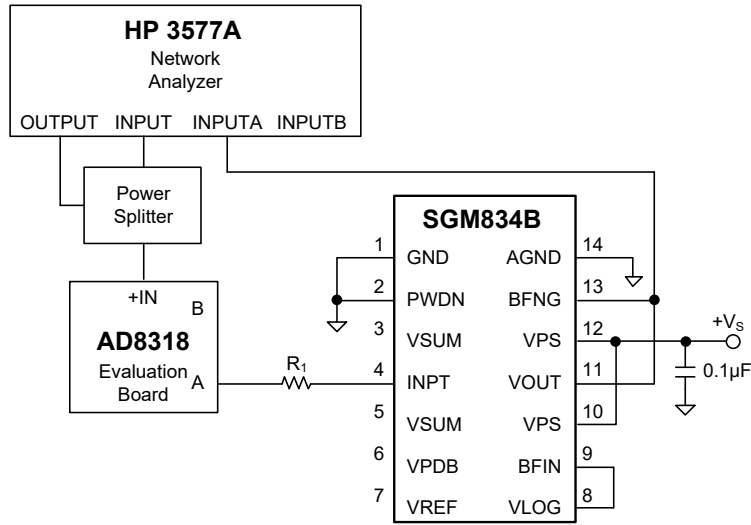 HP 3577A
Network
Analyzer
OUTPUT INPUT INPUTA INPUTB
Power
Splitter
+IN
B
AD8318
Evaluation
Board
A
R1
SGM834B
1 GND AGND 14
2 PWDN BFNG 13
3 VSUM VPS 12
4 INPT VOUT 11
5 VSUM VPS 10
6 VPDB BFIN 9
7 VREF VLOG 8
+VS
0.1μF